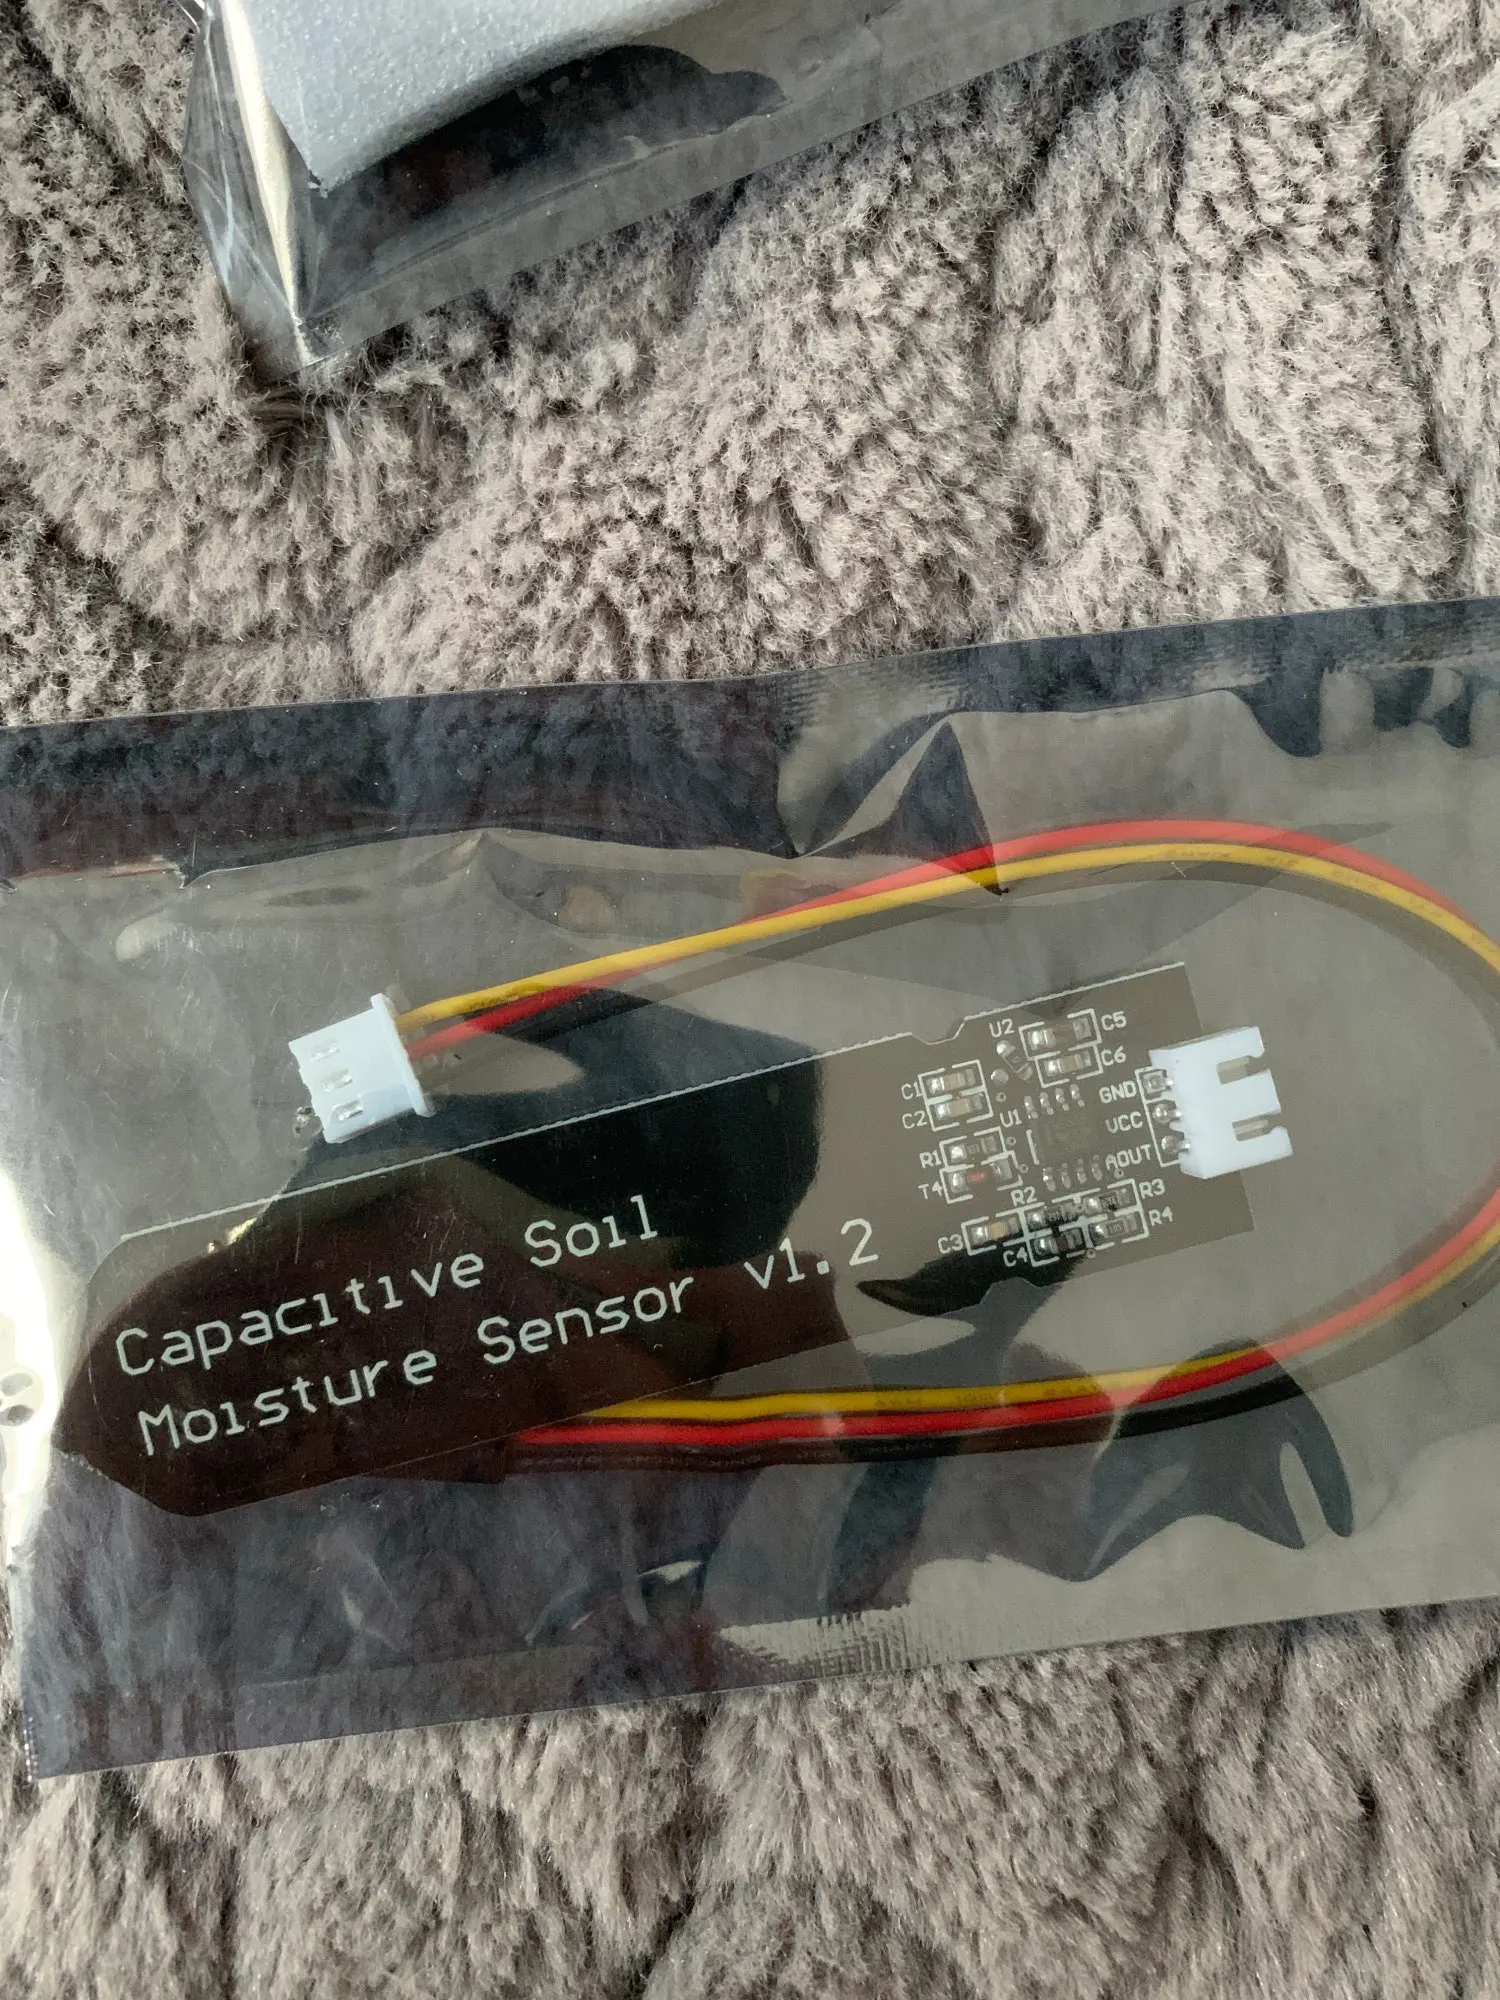 Capacitive Soil
Moisture Sensor v1.2
U2
C5
C6
C1
C2
U1
GND
VCC
AOUT
R1
T4
R2
R3
R4
C3
C4